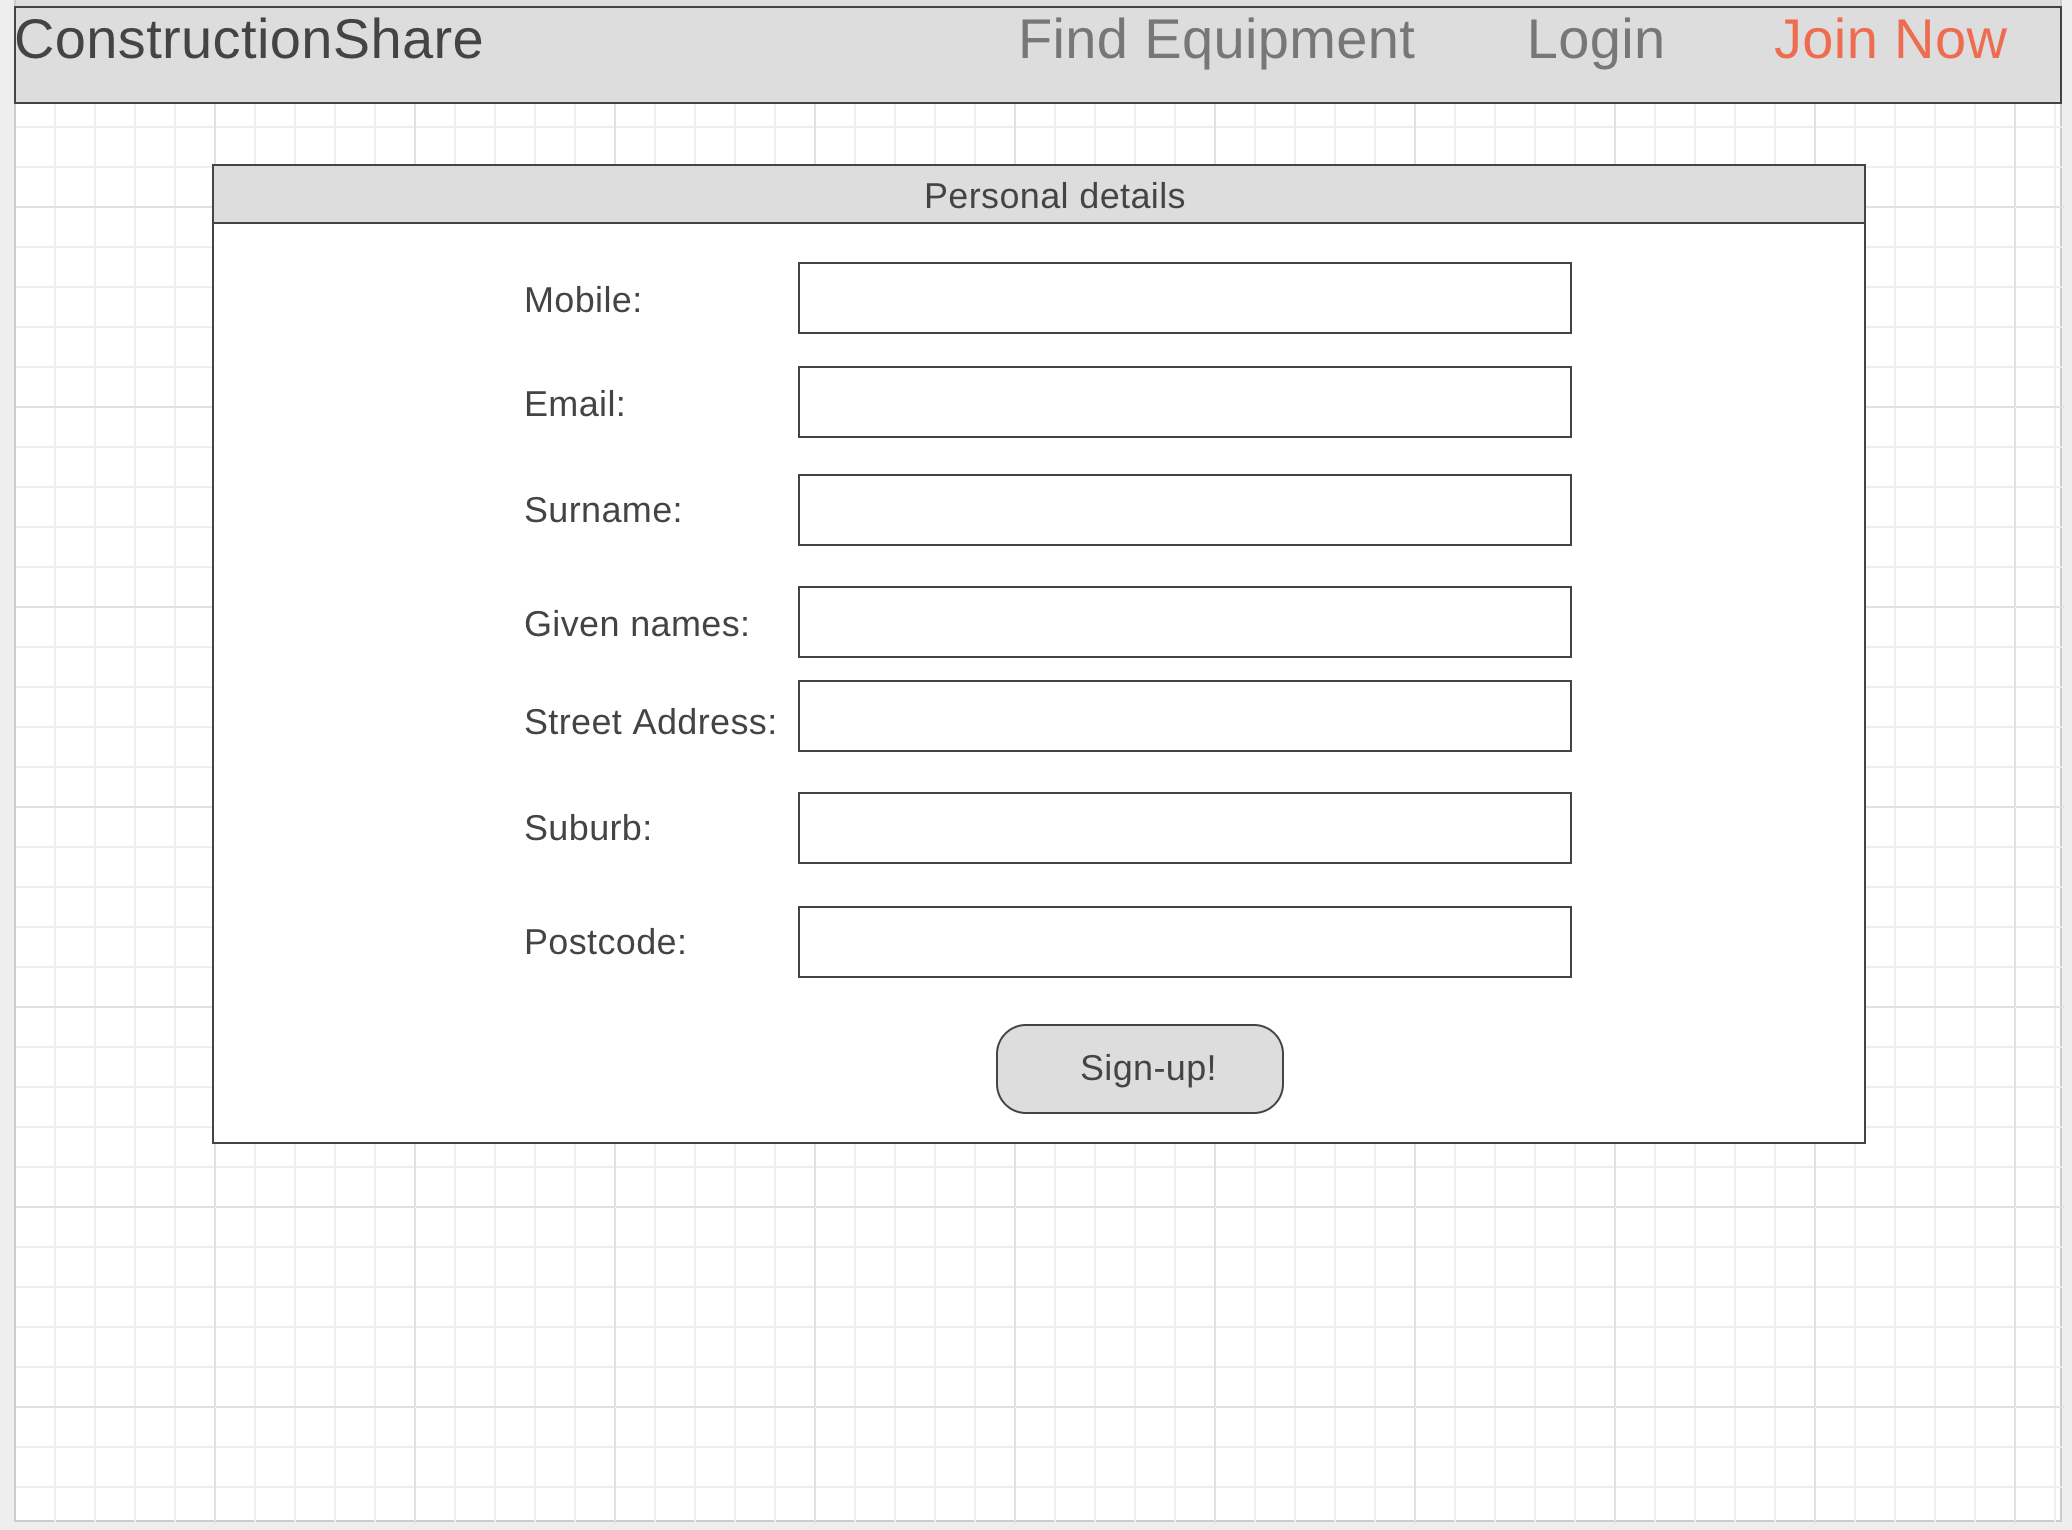 ConstructionShare Find Equipment Login Join Now
Personal details
Mobile:
Email:
Surname:
Given names:
Street Address:
Suburb:
Postcode:
Sign-up!